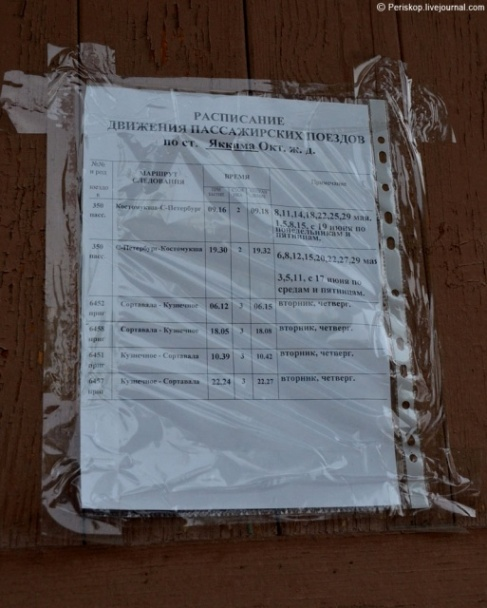 © Periskop.livejournal.com
РАСПИСАНИЕ
ДВИЖЕНИЯ ПАССАЖИРСКИХ ПОЕЗДОВ
по ст. Яккима Окт. ж. д.
МАРШРУТ СЛЕДОВАНИЯ ВРЕМЯ Примечание
350 пасс. Костомукша-С-Петербург 09.16 2 09.18 8,11,14,18,22,25,29 мая.
1,5,8,15, с 19 июня по
понедельникам и
пятницам.
350 пасс. С-Петербург-Костомукша 19.30 2 19.32 6,8,12,15,20,22,27,29 мая
3,5,11, с 17 июня по
средам и пятницам.
6452 приг Сортавала - Кузнечное 06.12 3 06.15 вторник, четверг.
6458 приг Сортавала - Кузнечное 18.05 3 18.08 вторник, четверг.
6451 приг Кузнечное - Сортавала 10.39 3 10.42 вторник, четверг.
6457 приг Кузнечное - Сортавала 22.24 3 22.27 вторник, четверг.